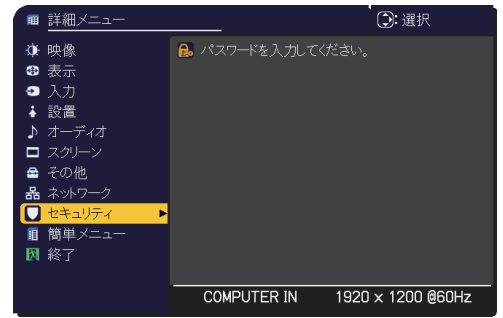 詳細メニュー
:選択
映像
表示
入力
設置
オーディオ
スクリーン
その他
ネットワーク
セキュリティ
簡単メニュー
終了
パスワードを入力してください。
COMPUTER IN 1920 x 1200 @60Hz